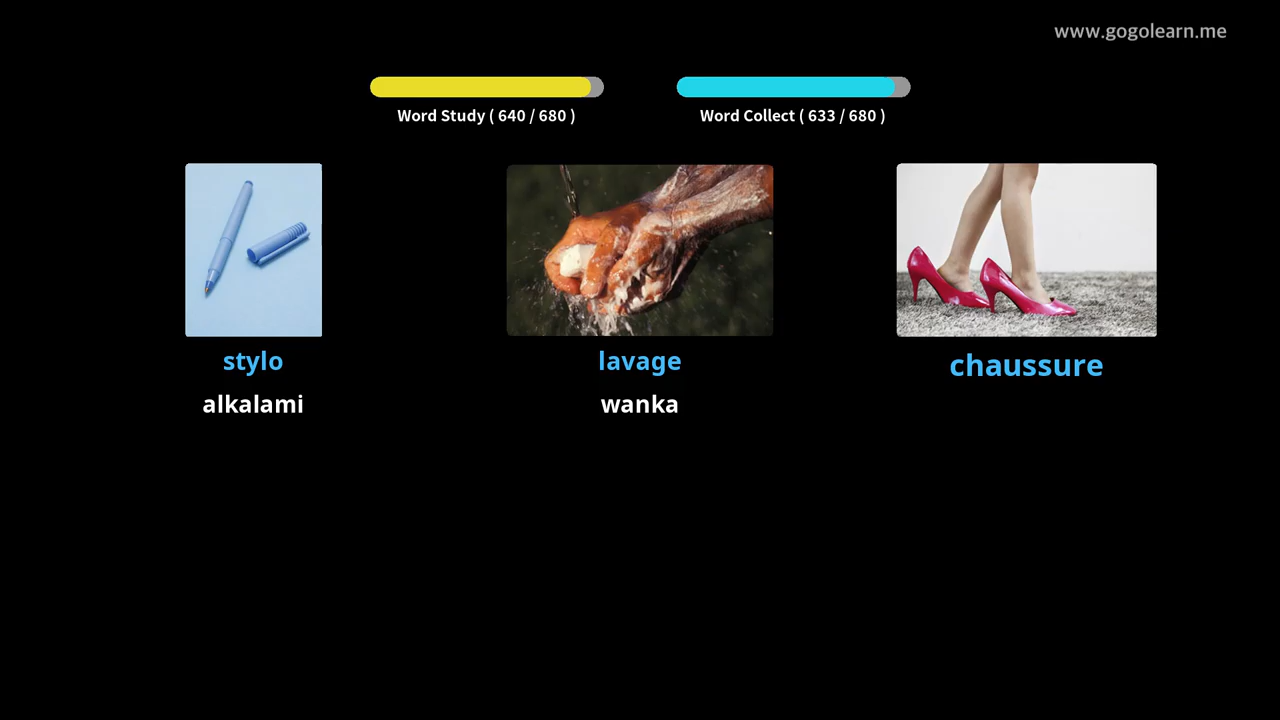 www.gogolearn.me
Word Study ( 640 / 680 )
Word Collect ( 633 / 680 )
stylo
alkalami
lavage
wanka
chaussure